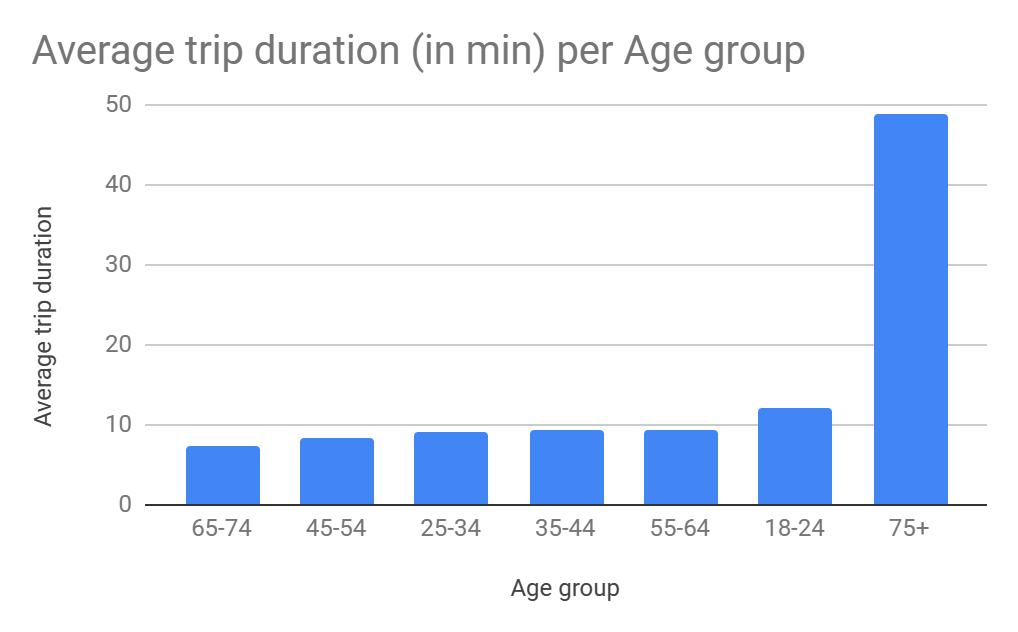 Average trip duration (in min) per Age group
Average trip duration
50
40
30
20
10
0
65-74 45-54 25-34 35-44 55-64 18-24 75+
Age group